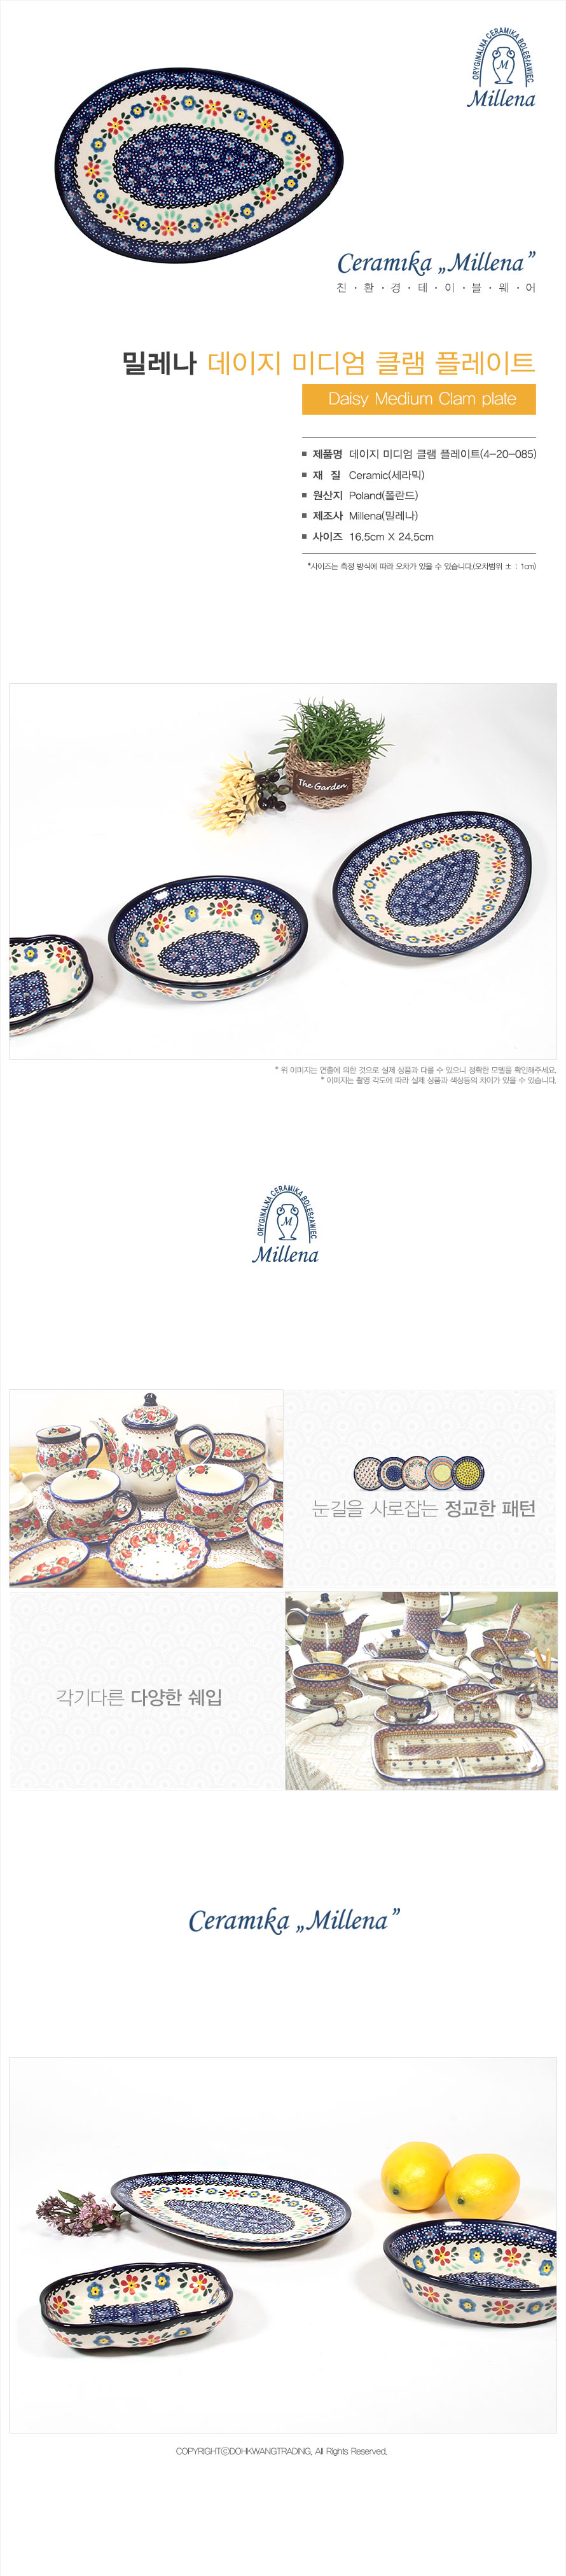 ORYGINALNA CERAMIKA BOLESŁAWIEC
M
Millena
Ceramika „Millena”
친·환·경·테·이·블·웨·어
밀레나 데이지 미디엄 클램 플레이트
Daisy Medium Clam plate
제품명 데이지 미디엄 클램 플레이트(4-20-085)
재 질 Ceramic(세라믹)
원산지 Poland(폴란드)
제조사 Millena(밀레나)
사이즈 16.5cm X 24.5cm
*사이즈는 측정 방식에 따라 오차가 있을 수 있습니다.(오차범위 ± : 1cm)
The Garden
* 위 이미지는 연출에 의한 것으로 실제 상품과 다를 수 있으니 정확한 모델을 확인해주세요.
* 이미지는 촬영 각도에 따라 실제 상품과 색상등의 차이가 있을 수 있습니다.
ORYGINALNA CERAMIKA BOLESŁAWIEC
M
Millena
눈길을 사로잡는 정교한 패턴
각기다른 다양한 쉐입
Ceramika „Millena”
COPYRIGHTⓒDOHKWANGTRADING. All Rights Reserved.